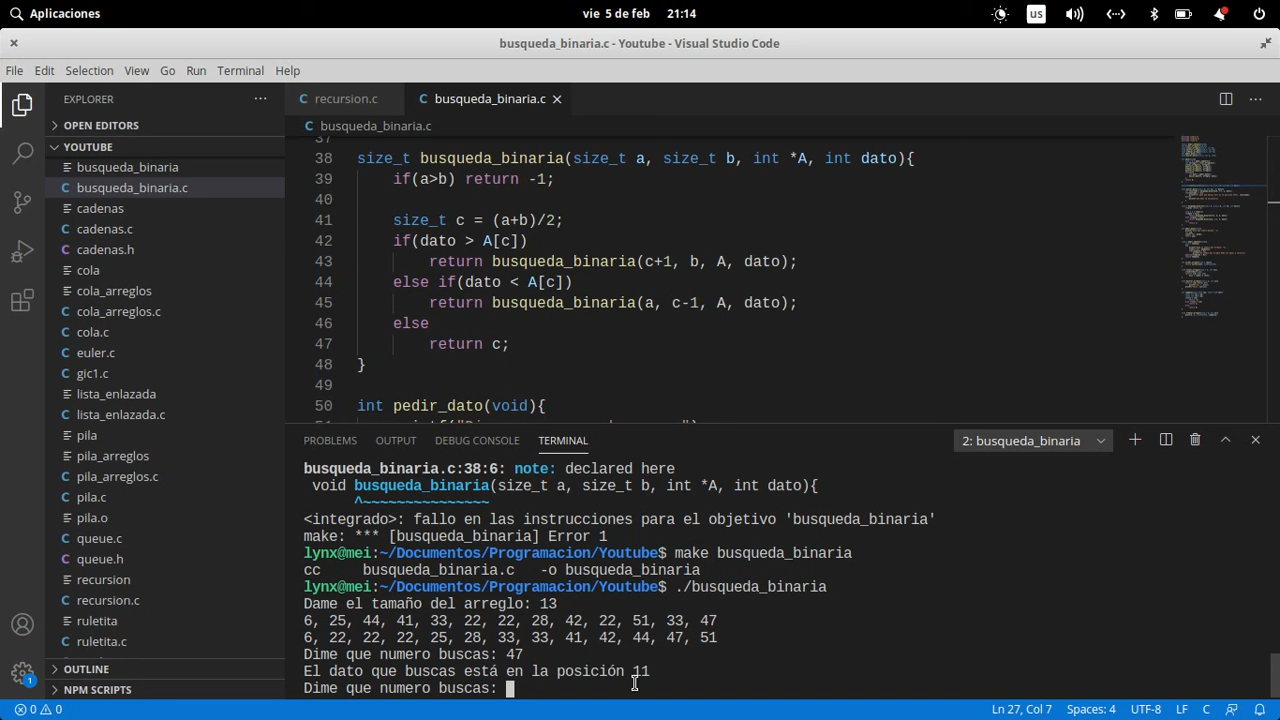 Aplicaciones
vie 5 de feb 21:14
us
busqueda_binaria.c - Youtube - Visual Studio Code
File Edit Selection View Go Run Terminal Help
EXPLORER
OPEN EDITORS
YOUTUBE
busqueda_binaria
busqueda_binaria.c
cadenas
cadenas.c
cadenas.h
cola
cola_arreglos
cola_arreglos.c
cola.c
euler.c
gic1.c
lista_enlazada
lista_enlazada.c
pila
pila_arreglos
pila_arreglos.c
pila.c
pila.o
queue.c
queue.h
recursion
recursion.c
ruletita
ruletita.c
OUTLINE
NPM SCRIPTS
1
recursion.c busqueda_binaria.c
busqueda_binaria.c
37
38 size_t busqueda_binaria(size_t a, size_t b, int *A, int dato){
39 if(a>b) return -1;
40
41 size_t c = (a+b)/2;
42 if(dato > A[c])
43 return busqueda_binaria(c+1, b, A, dato);
44 else if(dato < A[c])
45 return busqueda_binaria(a, c-1, A, dato);
46 else
47 return c;
48 }
49
50 int pedir_dato(void){
PROBLEMS OUTPUT DEBUG CONSOLE TERMINAL
2: busqueda_binaria
busqueda_binaria.c:38:6: note: declared here
void busqueda_binaria(size_t a, size_t b, int *A, int dato){
^~~~~~~~~~~~~~~~
<integrado>: fallo en las instrucciones para el objetivo 'busqueda_binaria'
make: *** [busqueda_binaria] Error 1
lynx@mei:~/Documentos/Programacion/Youtube$ make busqueda_binaria
cc busqueda_binaria.c -o busqueda_binaria
lynx@mei:~/Documentos/Programacion/Youtube$ ./busqueda_binaria
Dame el tamaño del arreglo: 13
6, 25, 44, 41, 33, 22, 22, 28, 42, 22, 51, 33, 47
6, 22, 22, 22, 25, 28, 33, 33, 41, 42, 44, 47, 51
Dime que numero buscas: 47
El dato que buscas está en la posición 11
Dime que numero buscas:
0 0
Ln 27, Col 7 Spaces: 4 UTF-8 LF C